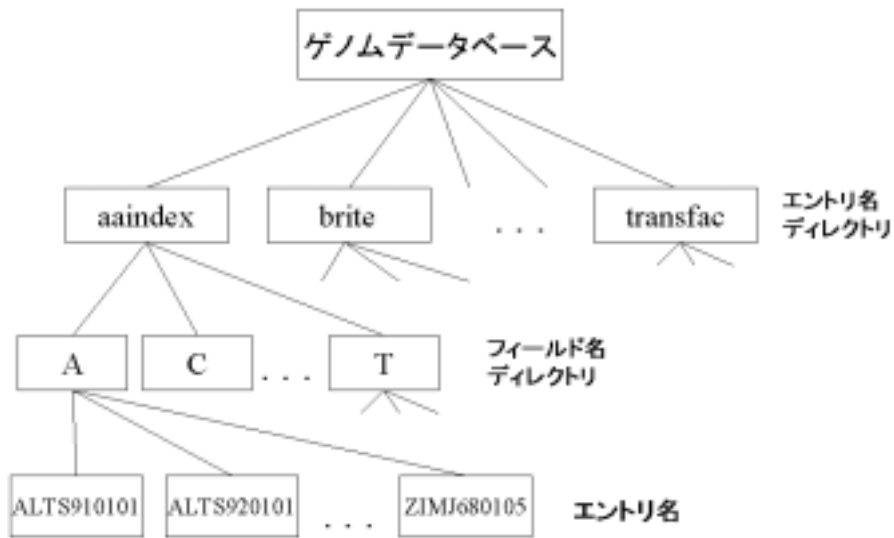 ゲノムデータベース
aaindex
brite
. . .
transfac
エントリ名
ディレクトリ
A
C
. . .
T
フィールド名
ディレクトリ
ALTS910101
ALTS920101
. . .
ZIMJ680105
エントリ名